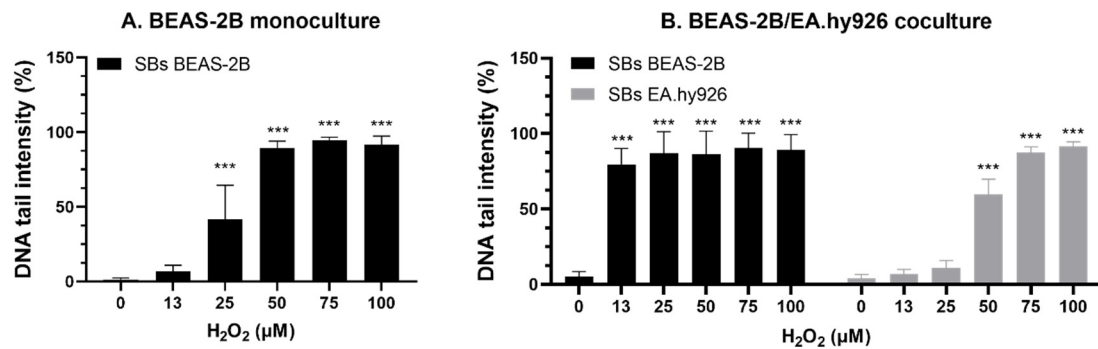 A. BEAS-2B monoculture
SBs BEAS-2B
DNA tail intensity (%)
150
100
50
0
*** *** *** ***
0 13 25 50 75 100
H₂O₂ (µM)
B. BEAS-2B/EA.hy926 coculture
SBs BEAS-2B
SBs EA.hy926
DNA tail intensity (%)
150
100
50
0
*** *** *** *** *** *** *** ***
0 13 25 50 75 100 0 13 25 50 75 100
H₂O₂ (µM)